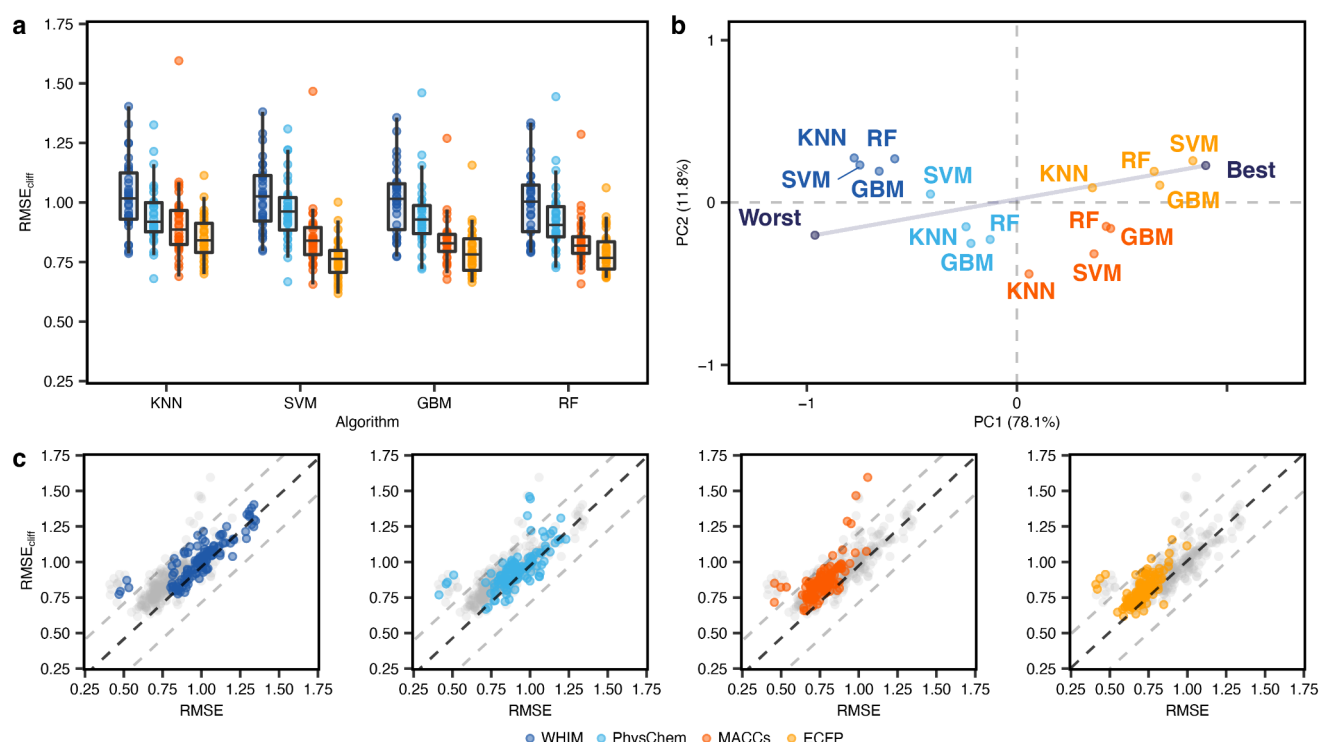 a
1.75
1.50
1.25
1.00
0.75
0.50
0.25
RMSEcliff
KNN SVM GBM RF
Algorithm
b
1
0
−1
PC2 (11.8%)
KNN RF
SVM
GBM
SVM
Worst
KNN RF
GBM
KNN RF SVM
GBM
Best
RF GBM
SVM
KNN
−1 0
PC1 (78.1%)
c
1.75
1.50
1.25
1.00
0.75
0.50
0.25
RMSEcliff
0.25 0.50 0.75 1.00 1.25 1.50 1.75
RMSE
1.75
1.50
1.25
1.00
0.75
0.50
0.25
0.25 0.50 0.75 1.00 1.25 1.50 1.75
RMSE
1.75
1.50
1.25
1.00
0.75
0.50
0.25
0.25 0.50 0.75 1.00 1.25 1.50 1.75
RMSE
1.75
1.50
1.25
1.00
0.75
0.50
0.25
0.25 0.50 0.75 1.00 1.25 1.50 1.75
RMSE
WHIM PhysChem MACCs ECFP